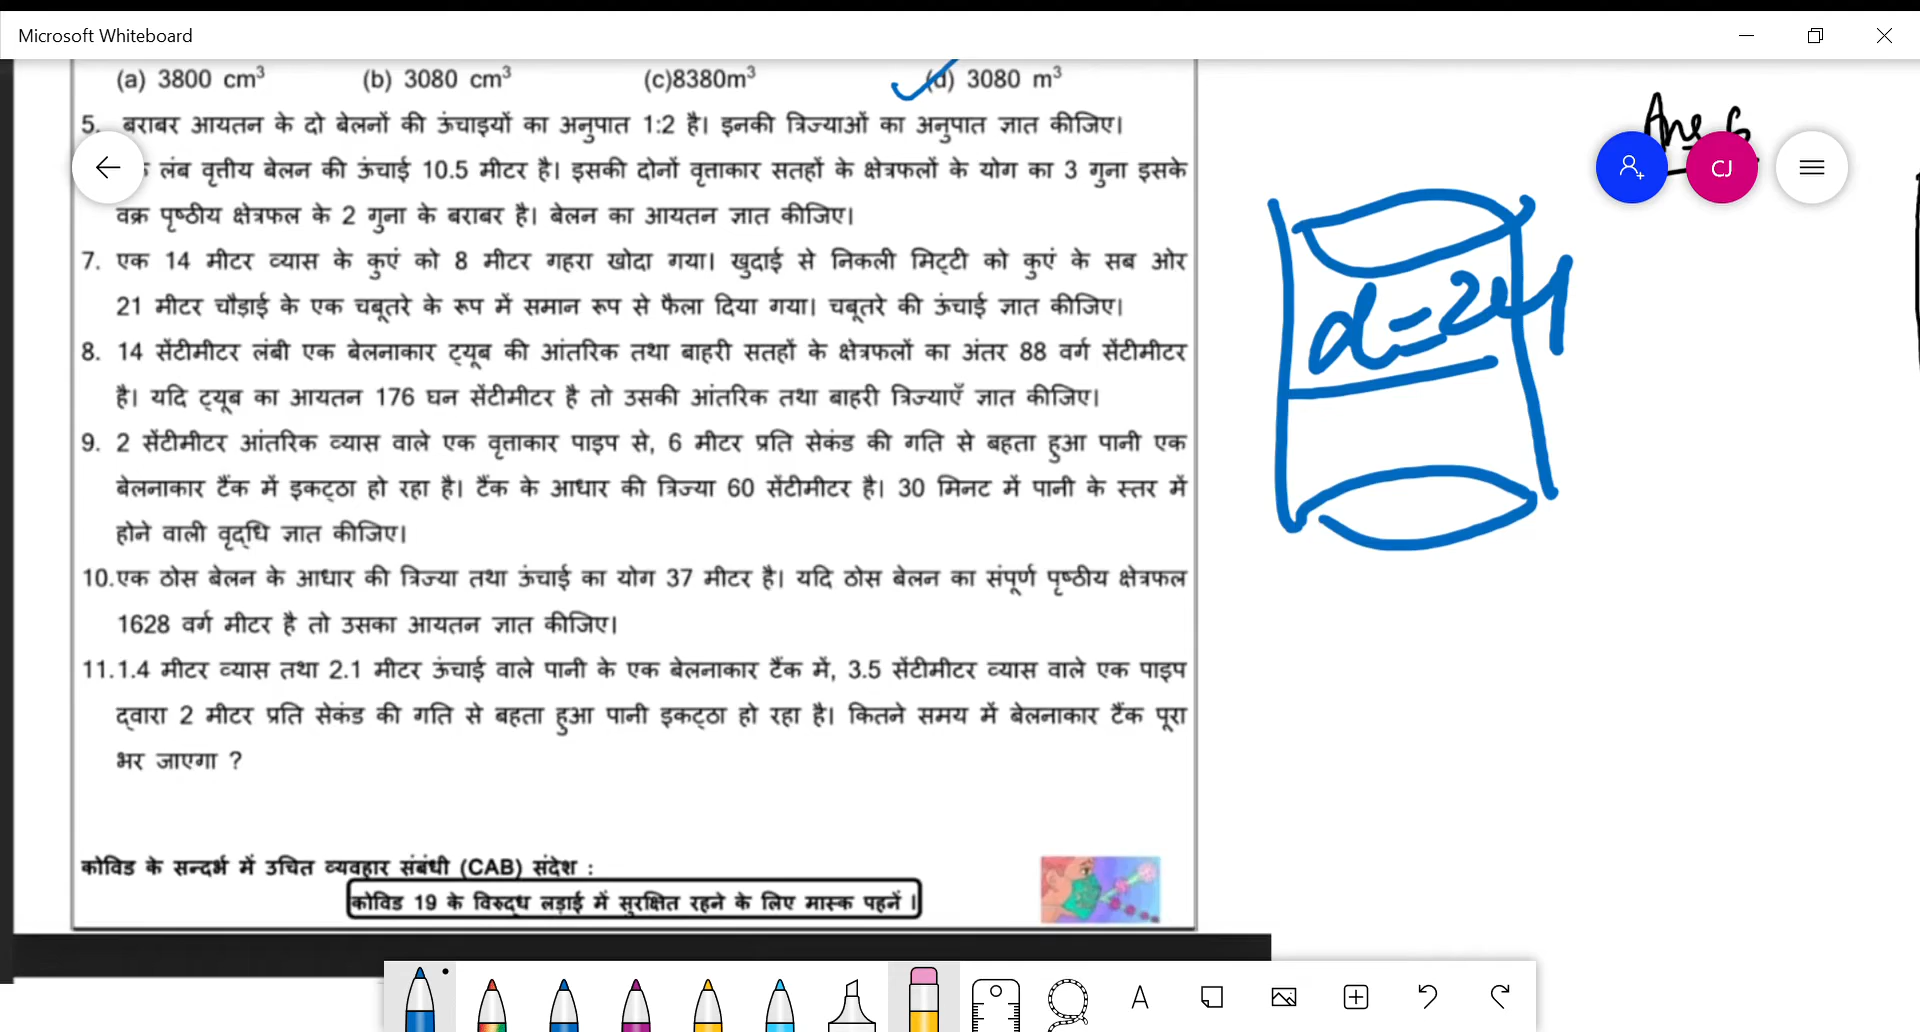 Microsoft Whiteboard
(a) 3800 cm³ (b) 3080 cm³ (c)8380m³ (d) 3080 m³
5. बराबर आयतन के दो बेलनों की ऊंचाइयों का अनुपात 1:2 है। इनकी त्रिज्याओं का अनुपात ज्ञात कीजिए।
लंब वृत्तीय बेलन की ऊंचाई 10.5 मीटर है। इसकी दोनों वृत्ताकार सतहों के क्षेत्रफलों के योग का 3 गुना इसके
वक्र पृष्ठीय क्षेत्रफल के 2 गुना के बराबर है। बेलन का आयतन ज्ञात कीजिए।
7. एक 14 मीटर व्यास के कुएं को 8 मीटर गहरा खोदा गया। खुदाई से निकली मिट्टी को कुएं के सब ओर
21 मीटर चौड़ाई के एक चबूतरे के रूप में समान रूप से फैला दिया गया। चबूतरे की ऊंचाई ज्ञात कीजिए।
8. 14 सेंटीमीटर लंबी एक बेलनाकार ट्यूब की आंतरिक तथा बाहरी सतहों के क्षेत्रफलों का अंतर 88 वर्ग सेंटीमीटर
है। यदि ट्यूब का आयतन 176 घन सेंटीमीटर है तो उसकी आंतरिक तथा बाहरी त्रिज्याएँ ज्ञात कीजिए।
9. 2 सेंटीमीटर आंतरिक व्यास वाले एक वृत्ताकार पाइप से, 6 मीटर प्रति सेकंड की गति से बहता हुआ पानी एक
बेलनाकार टैंक में इकट्ठा हो रहा है। टैंक के आधार की त्रिज्या 60 सेंटीमीटर है। 30 मिनट में पानी के स्तर में
होने वाली वृद्धि ज्ञात कीजिए।
10.एक ठोस बेलन के आधार की त्रिज्या तथा ऊंचाई का योग 37 मीटर है। यदि ठोस बेलन का संपूर्ण पृष्ठीय क्षेत्रफल
1628 वर्ग मीटर है तो उसका आयतन ज्ञात कीजिए।
11.1.4 मीटर व्यास तथा 2.1 मीटर ऊंचाई वाले पानी के एक बेलनाकार टैंक में, 3.5 सेंटीमीटर व्यास वाले एक पाइप
द्वारा 2 मीटर प्रति सेकंड की गति से बहता हुआ पानी इकट्ठा हो रहा है। कितने समय में बेलनाकार टैंक पूरा
भर जाएगा ?
कोविड के सन्दर्भ में उचित व्यवहार संबंधी (CAB) संदेश :
कोविड 19 के विरुद्ध लड़ाई में सुरक्षित रहने के लिए मास्क पहनें ।
Ans 6
CJ
A